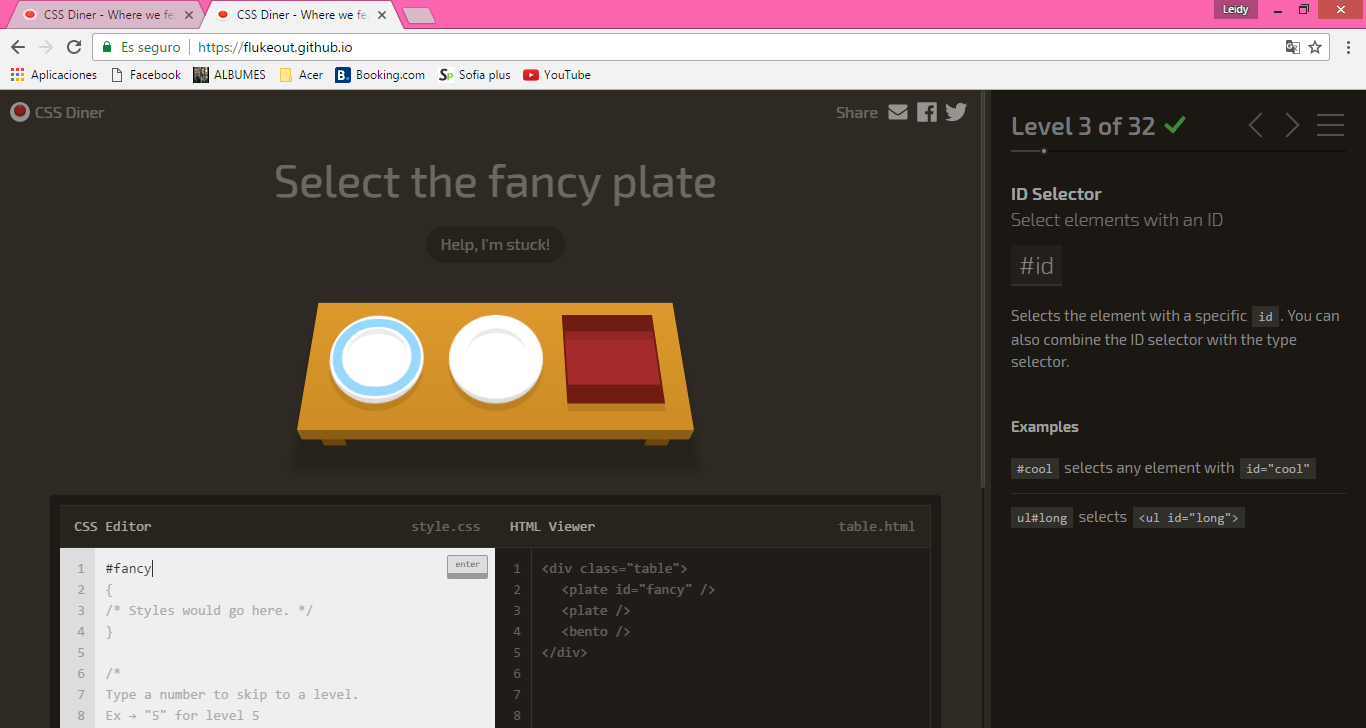 CSS Diner - Where we fe
CSS Diner - Where we fe
Leidy
Es seguro https://flukeout.github.io
Aplicaciones Facebook ALBUMES Acer B. Booking.com Sp Sofia plus YouTube
CSS Diner
Share
Select the fancy plate
Help, I'm stuck!
CSS Editor style.css
enter
1 #fancy
2 {
3 /* Styles would go here. */
4 }
5
6 /*
7 Type a number to skip to a level.
8 Ex → "5" for level 5
HTML Viewer table.html
1 <div class="table">
2 <plate id="fancy" />
3 <plate />
4 <bento />
5 </div>
6
7
8
Level 3 of 32
ID Selector
Select elements with an ID
#id
Selects the element with a specific id . You can
also combine the ID selector with the type
selector.
Examples
#cool selects any element with id="cool"
ul#long selects <ul id="long">